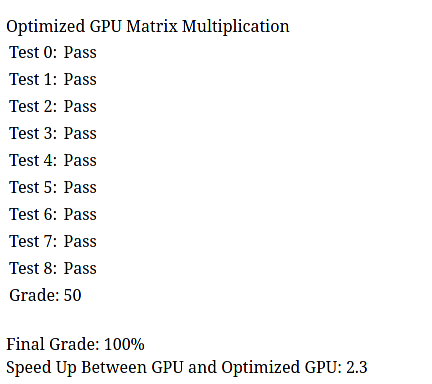 Optimized GPU Matrix Multiplication
Test 0: Pass
Test 1: Pass
Test 2: Pass
Test 3: Pass
Test 4: Pass
Test 5: Pass
Test 6: Pass
Test 7: Pass
Test 8: Pass
Grade: 50
Final Grade: 100%
Speed Up Between GPU and Optimized GPU: 2.3